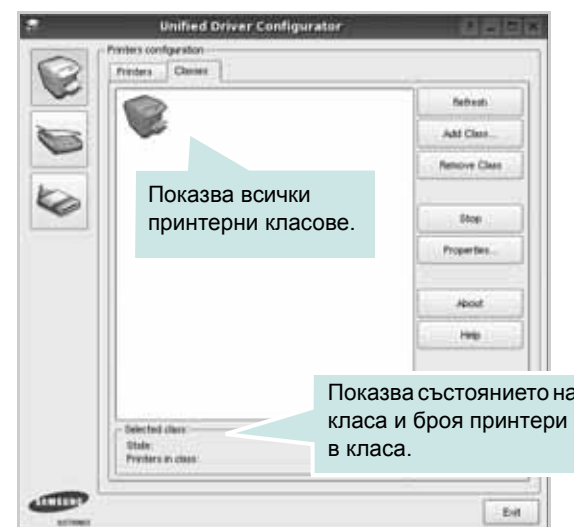 Unified Driver Configurator
Printers configuration
Printers Classes
Refresh
Add Class...
Remove Class
Показва всички
принтерни класове.
Stop
Properties...
About
Help
Показва състоянието на
класа и броя принтери
в класа.
Selected class:
State:
Printers in class:
SAMSUNG
ELECTRONICS
Exit